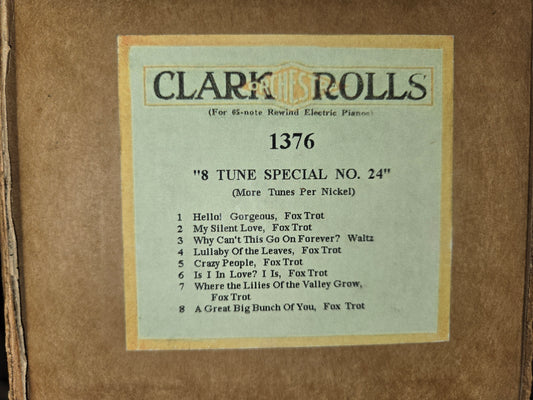 CLARK ORCHESTRA ROLLS
(For 65-note Rewind Electric Pianos)
1376
"8 TUNE SPECIAL NO. 24"
(More Tunes Per Nickel)
1 Hello! Gorgeous, Fox Trot
2 My Silent Love, Fox Trot
3 Why Can't This Go On Forever? Waltz
4 Lullaby Of the Leaves, Fox Trot
5 Crazy People, Fox Trot
6 Is I In Love? I Is, Fox Trot
7 Where the Lilies Of the Valley Grow,
Fox Trot
8 A Great Big Bunch Of You, Fox Trot